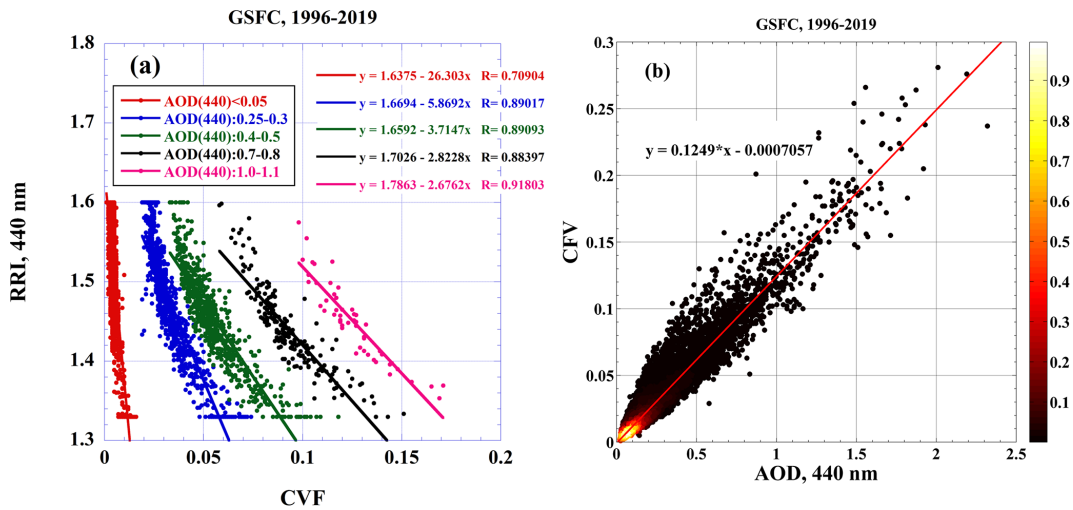 GSFC, 1996-2019
(a)
1.8
1.7
1.6
1.5
1.4
1.3
RRI, 440 nm
AOD(440)<0.05
AOD(440):0.25-0.3
AOD(440):0.4-0.5
AOD(440):0.7-0.8
AOD(440):1.0-1.1
y = 1.6375 - 26.303x R= 0.70904
y = 1.6694 - 5.8692x R= 0.89017
y = 1.6592 - 3.7147x R= 0.89093
y = 1.7026 - 2.8228x R= 0.88397
y = 1.7863 - 2.6762x R= 0.91803
0 0.05 0.1 0.15 0.2
CVF
GSFC, 1996-2019
(b)
0.3
0.25
0.2
0.15
0.1
0.05
0
CFV
y = 0.1249*x - 0.0007057
0 0.5 1 1.5 2 2.5
AOD, 440 nm
0.9
0.8
0.7
0.6
0.5
0.4
0.3
0.2
0.1